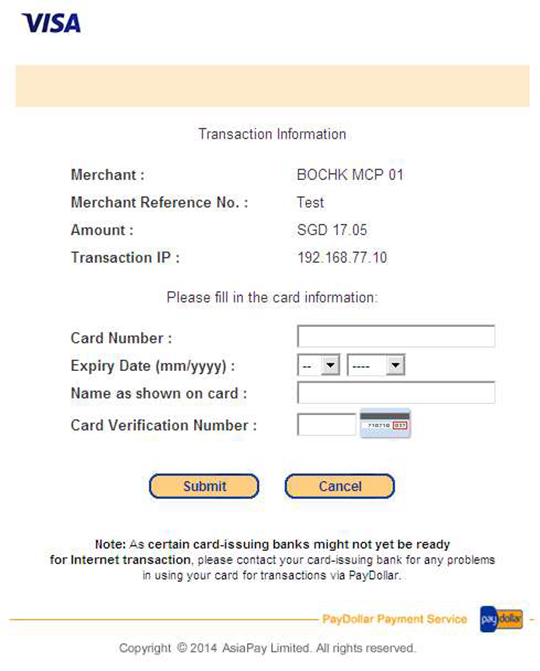 VISA
Transaction Information
Merchant : BOCHK MCP 01
Merchant Reference No. : Test
Amount : SGD 17.05
Transaction IP : 192.168.77.10
Please fill in the card information:
Card Number :
Expiry Date (mm/yyyy) : -- ----
Name as shown on card :
Card Verification Number : 710710 037
Submit Cancel
Note: As certain card-issuing banks might not yet be ready
for Internet transaction, please contact your card-issuing bank for any problems
in using your card for transactions via PayDollar.
PayDollar Payment Service paydollar
Copyright © 2014 AsiaPay Limited. All rights reserved.